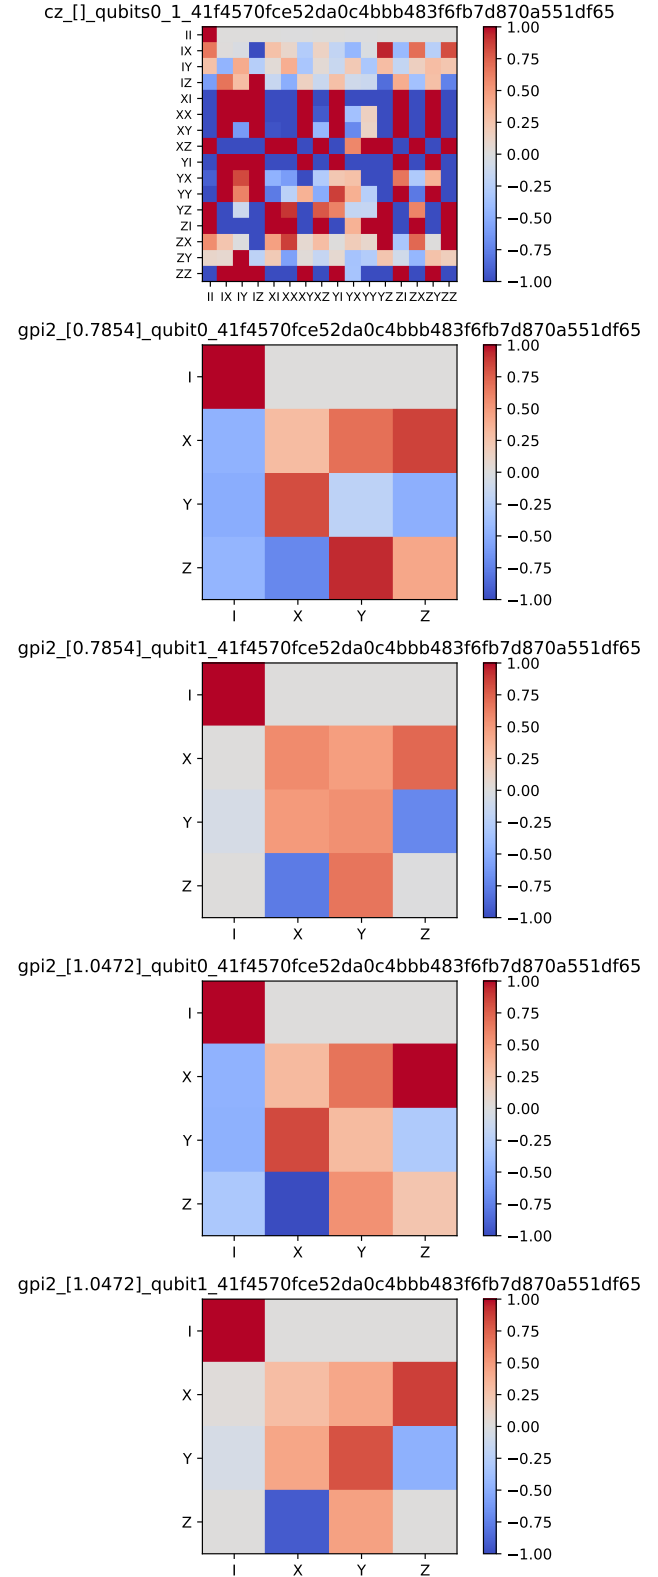 cz_[]_qubits0_1_41f4570fce52da0c4bbb483f6fb7d870a551df65
II
IX
IY
IZ
XI
XX
XY
XZ
YI
YX
YY
YZ
ZI
ZX
ZY
ZZ
II IX IY IZ XI XX XY XZ YI YX YY YZ ZI ZX ZY ZZ
1.00
0.75
0.50
0.25
0.00
−0.25
−0.50
−0.75
−1.00
gpi2_[0.7854]_qubit0_41f4570fce52da0c4bbb483f6fb7d870a551df65
I
X
Y
Z
I X Y Z
1.00
0.75
0.50
0.25
0.00
−0.25
−0.50
−0.75
−1.00
gpi2_[0.7854]_qubit1_41f4570fce52da0c4bbb483f6fb7d870a551df65
I
X
Y
Z
I X Y Z
1.00
0.75
0.50
0.25
0.00
−0.25
−0.50
−0.75
−1.00
gpi2_[1.0472]_qubit0_41f4570fce52da0c4bbb483f6fb7d870a551df65
I
X
Y
Z
I X Y Z
1.00
0.75
0.50
0.25
0.00
−0.25
−0.50
−0.75
−1.00
gpi2_[1.0472]_qubit1_41f4570fce52da0c4bbb483f6fb7d870a551df65
I
X
Y
Z
I X Y Z
1.00
0.75
0.50
0.25
0.00
−0.25
−0.50
−0.75
−1.00